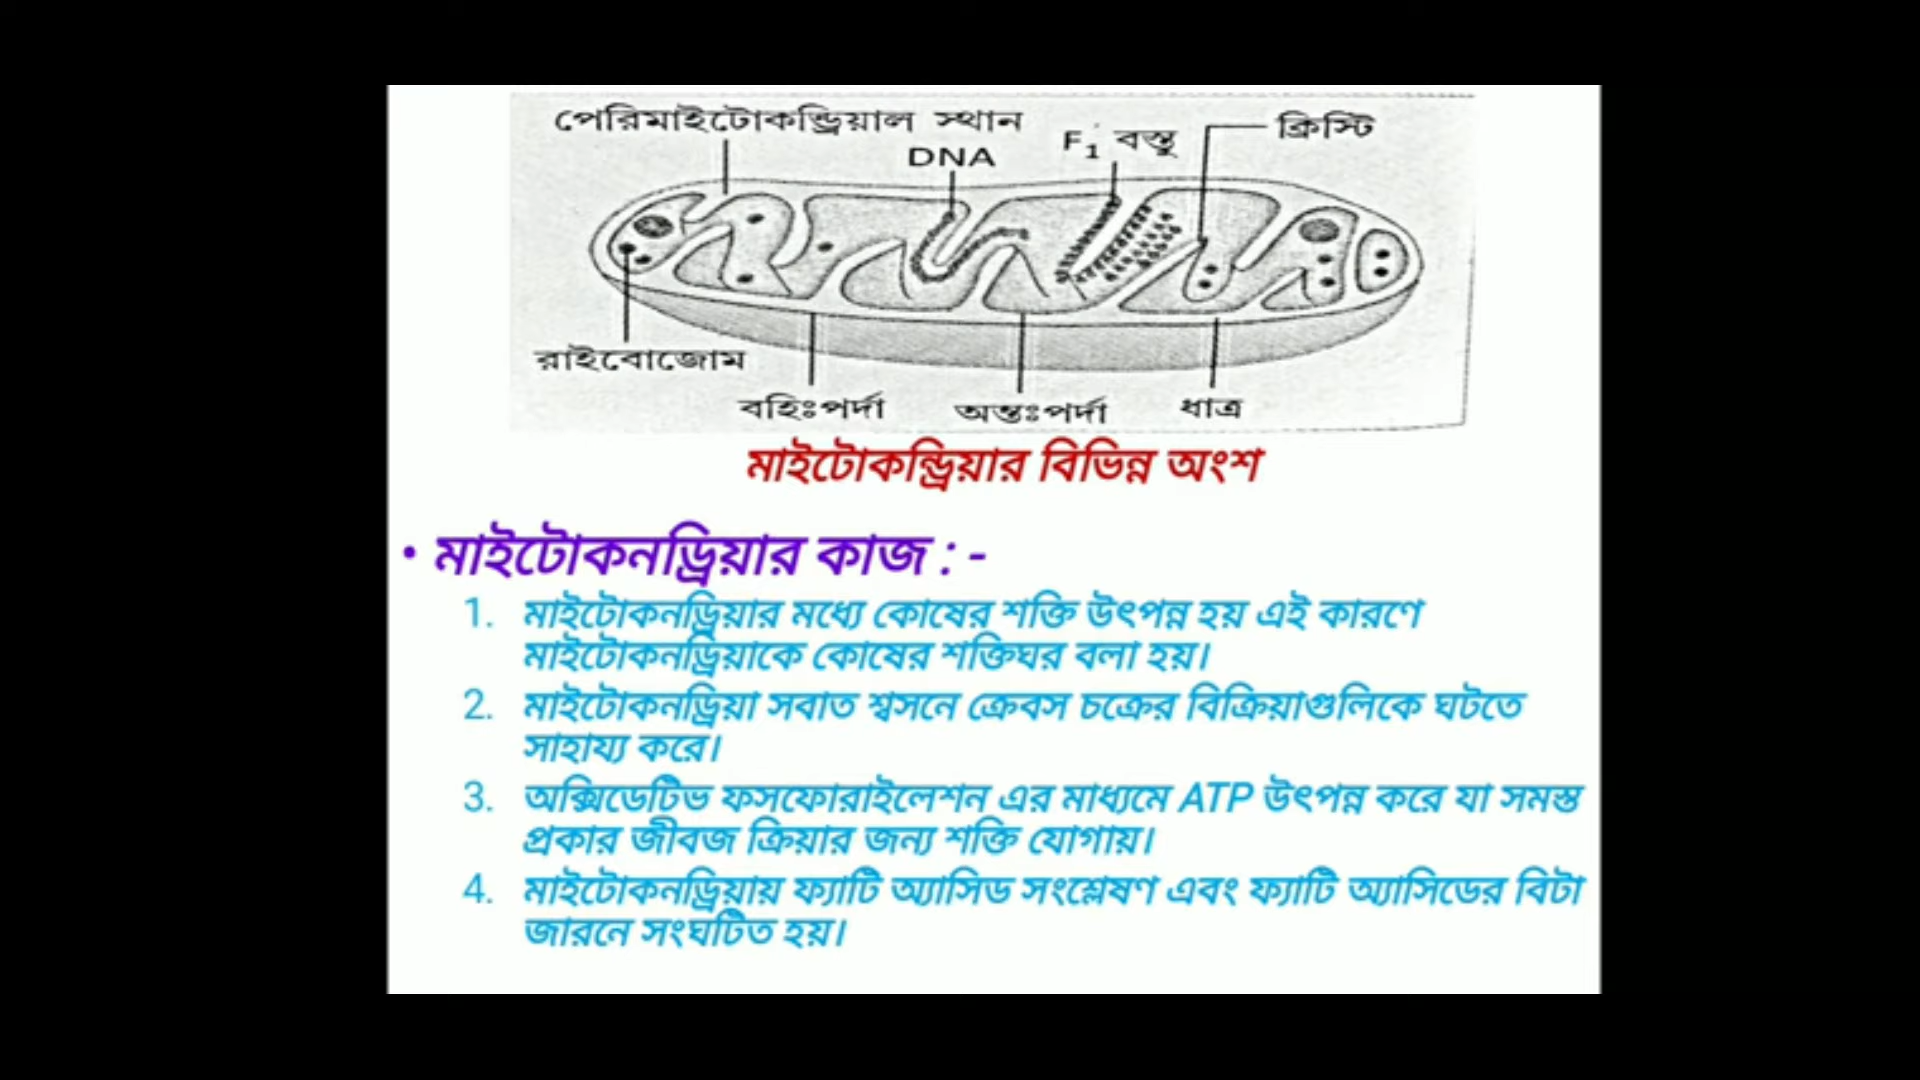 পেরিমাইটোকন্ড্রিয়াল স্থান
DNA
F1 বস্তু
ক্রিস্টি
রাইবোজোম
বহিঃপর্দা
অন্তঃপর্দা
ধাত্র
মাইটোকন্ড্রিয়ার বিভিন্ন অংশ
• মাইটোকনড্রিয়ার কাজ : -
1. মাইটোকনড্রিয়ার মধ্যে কোষের শক্তি উৎপন্ন হয় এই কারণে
মাইটোকনড্রিয়াকে কোষের শক্তিঘর বলা হয়।
2. মাইটোকনড্রিয়া সবাত শ্বসনে ক্রেবস চক্রের বিক্রিয়াগুলিকে ঘটতে
সাহায্য করে।
3. অক্সিডেটিভ ফসফোরাইলেশন এর মাধ্যমে ATP উৎপন্ন করে যা সমস্ত
প্রকার জীবজ ক্রিয়ার জন্য শক্তি যোগায়।
4. মাইটোকনড্রিয়ায় ফ্যাটি অ্যাসিড সংশ্লেষণ এবং ফ্যাটি অ্যাসিডের বিটা
জারনে সংঘটিত হয়।